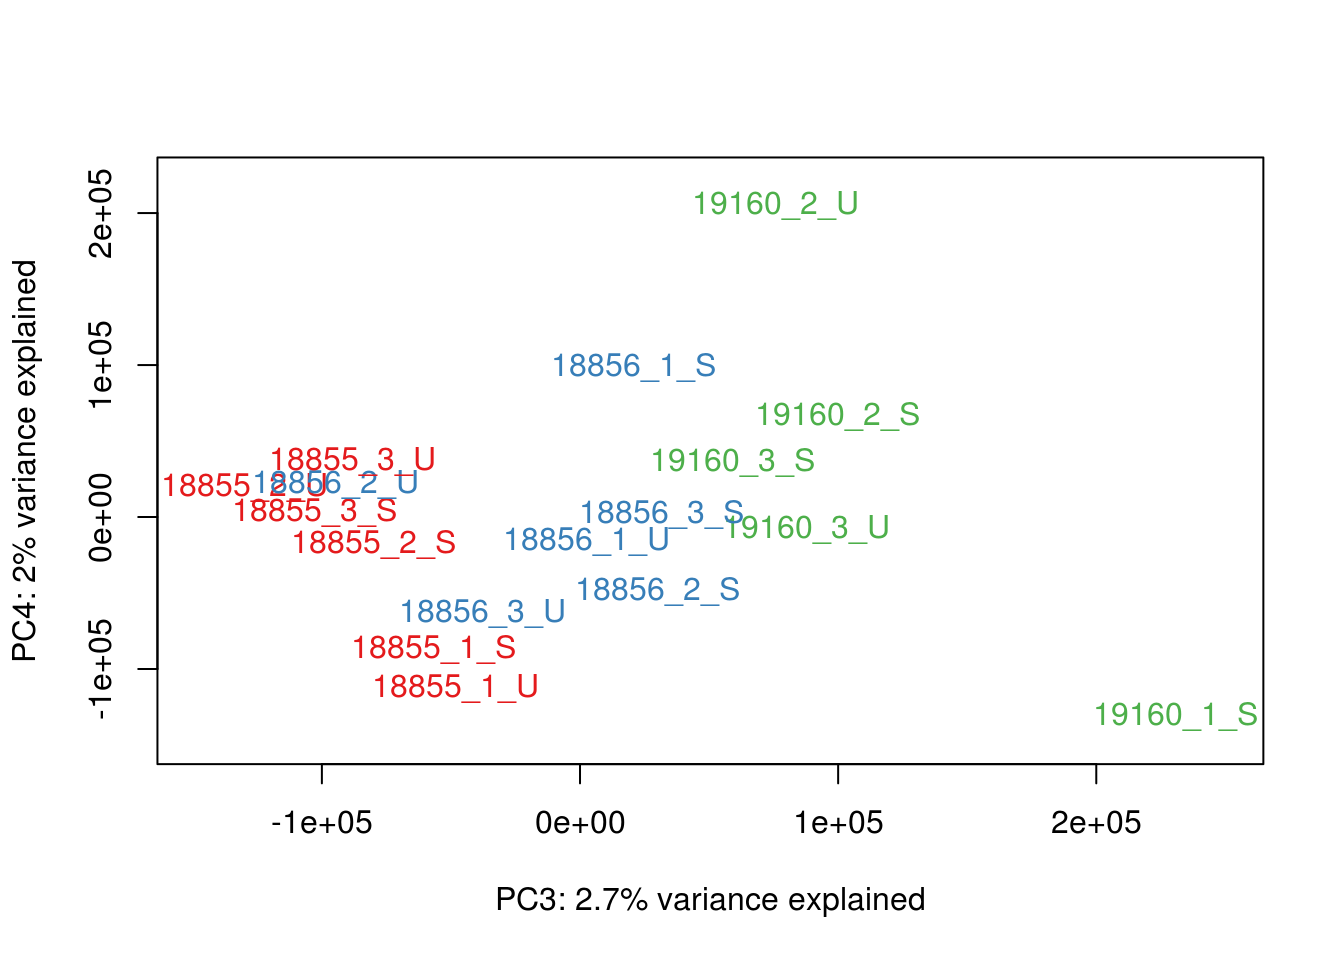 19160_2_U
18856_1_S
19160_2_S
18855_3_U
19160_3_S
18855_2_U
18856_2_U
18855_3_S
18856_3_S
19160_3_U
18855_2_S
18856_1_U
18856_2_S
18856_3_U
18855_1_S
18855_1_U
19160_1_S
2e+05
1e+05
0e+00
-1e+05
PC4: 2% variance explained
-1e+05
0e+00
1e+05
2e+05
PC3: 2.7% variance explained